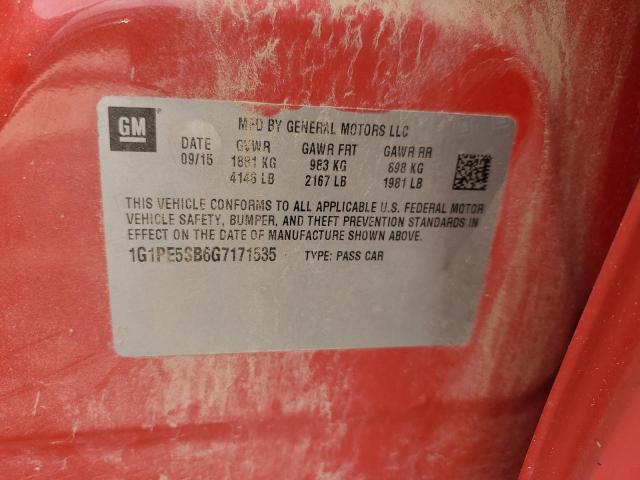 GM
MFD BY GENERAL MOTORS LLC
DATE GVWR GAWR FRT GAWR RR
09/15 1881 KG 983 KG 898 KG
4146 LB 2167 LB 1981 LB
THIS VEHICLE CONFORMS TO ALL APPLICABLE U.S. FEDERAL MOTOR
VEHICLE SAFETY, BUMPER, AND THEFT PREVENTION STANDARDS IN
EFFECT ON THE DATE OF MANUFACTURE SHOWN ABOVE.
1G1PE5SB6G7171535 TYPE: PASS CAR